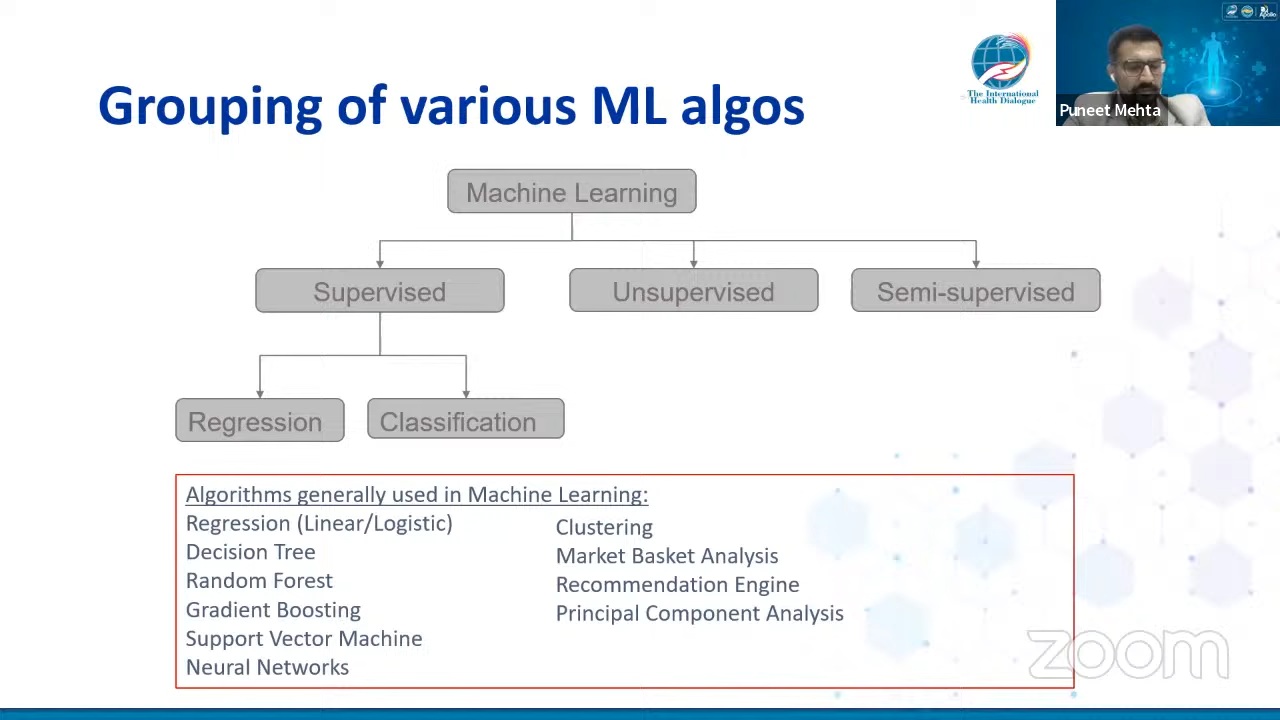 Grouping of various ML algos
The International
Health Dialogue
Apollo
Puneet Mehta
Machine Learning
Supervised
Unsupervised
Semi-supervised
Regression
Classification
Algorithms generally used in Machine Learning:
Regression (Linear/Logistic)
Decision Tree
Random Forest
Gradient Boosting
Support Vector Machine
Neural Networks
Clustering
Market Basket Analysis
Recommendation Engine
Principal Component Analysis
zoom